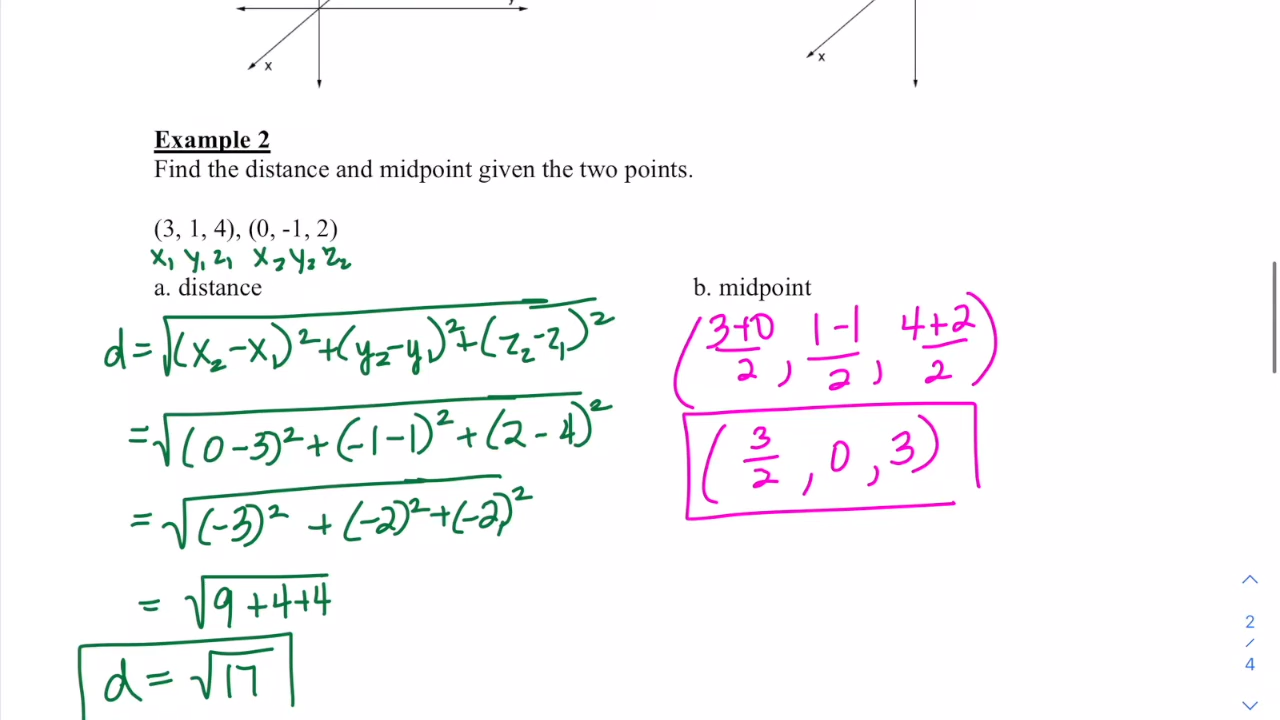 x
x
Example 2
Find the distance and midpoint given the two points.
(3, 1, 4), (0, -1, 2)
x₁ y₁ z₁ x₂ y₂ z₂
a. distance
d = √((x₂ - x₁)² + (y₂ - y₁)² + (z₂ - z₁)²)
= √((0 - 3)² + (-1 - 1)² + (2 - 4)²)
= √((-3)² + (-2)² + (-2)²)
= √(9 + 4 + 4)
d = √17
b. midpoint
((3+0)/2, (1-1)/2, (4+2)/2)
(3/2, 0, 3)
2
/
4